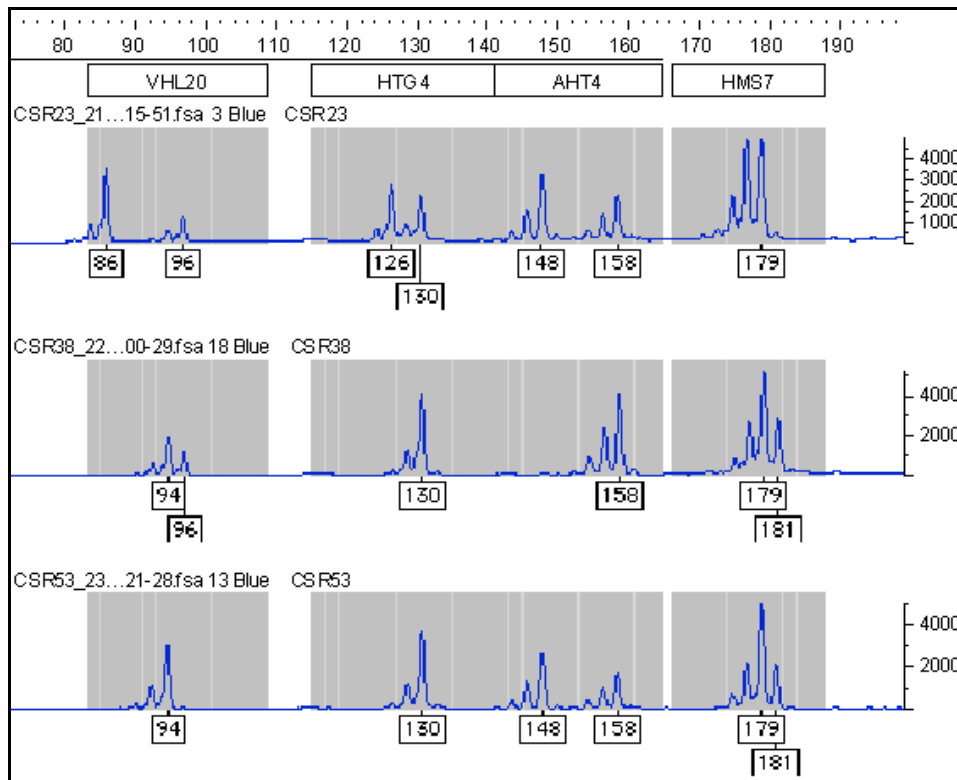 80 90 100 110 120 130 140 150 160 170 180 190
VHL20 HTG4 AHT4 HMS7
CSR23_21...15-51.fsa 3 Blue CSR23
4000
3000
2000
1000
86 96 126 148 158 179
130
CSR38_22...00-29.fsa 18 Blue CSR38
4000
2000
94 130 158 179
96 181
CSR53_23...21-28.fsa 13 Blue CSR53
4000
2000
94 130 148 158 179
181